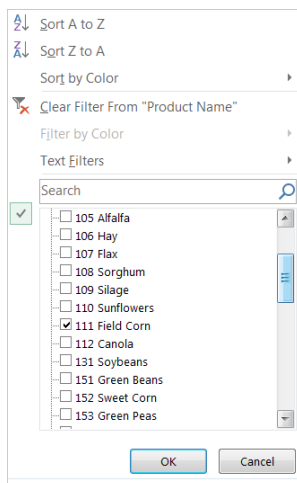 Sort A to Z
Sort Z to A
Sort by Color
Clear Filter From "Product Name"
Filter by Color
Text Filters
Search
105 Alfalfa
106 Hay
107 Flax
108 Sorghum
109 Silage
110 Sunflowers
111 Field Corn
112 Canola
131 Soybeans
151 Green Beans
152 Sweet Corn
153 Green Peas
OK
Cancel